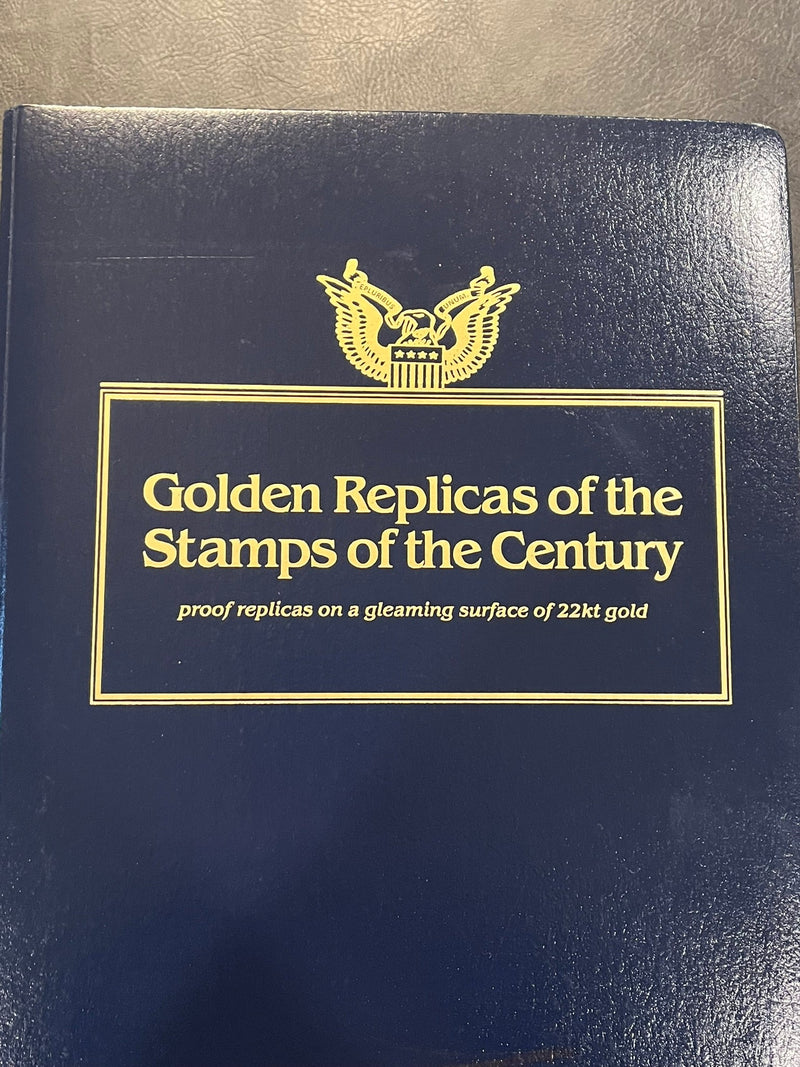 E PLURIBUS UNUM
Golden Replicas of the
Stamps of the Century
proof replicas on a gleaming surface of 22kt gold